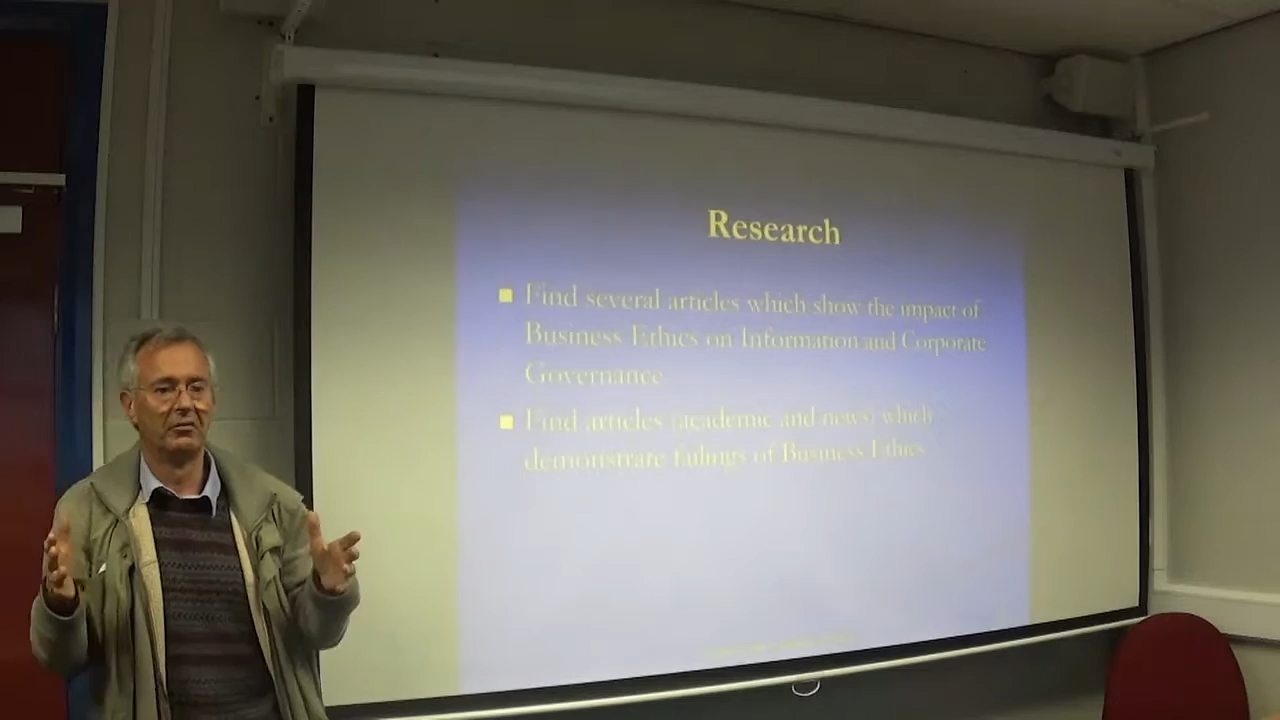 Research
Find several articles which show the impact of
Business Ethics on Information and Corporate
Governance
Find articles (academic and news) which
demonstrate failings of Business Ethics